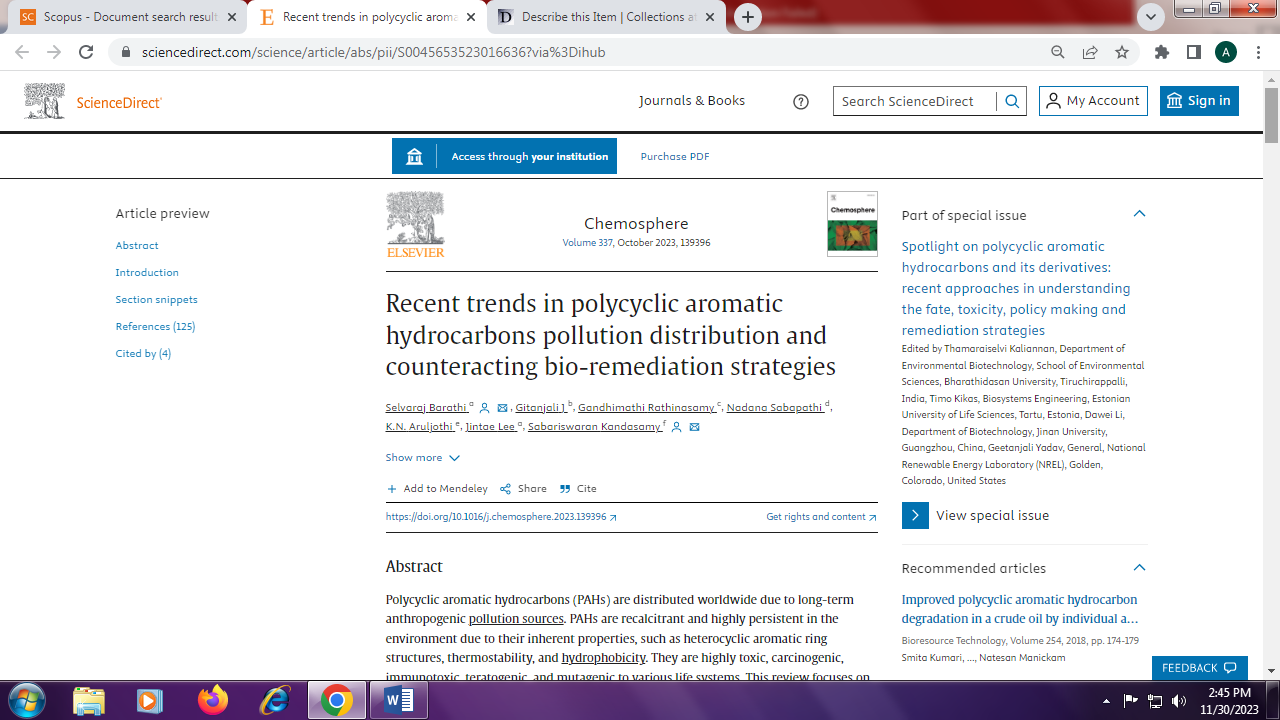 Scopus - Document search result
Recent trends in polycyclic aroma
Describe this Item | Collections a
sciencedirect.com/science/article/abs/pii/S0045653523016636?via%3Dihub
A
ScienceDirect
Journals & Books
?
Search ScienceDirect
My Account
Sign in
Access through your institution
Purchase PDF
Article preview
Abstract
Introduction
Section snippets
References (125)
Cited by (4)
ELSEVIER
Chemosphere
Volume 337, October 2023, 139396
Chemosphere
Recent trends in polycyclic aromatic
hydrocarbons pollution distribution and
counteracting bio-remediation strategies
Selvaraj Barathi a, Gitanjali J b, Gandhimathi Rathinasamy c, Nadana Sabapathi d,
K.N. Aruljothi e, Jintae Lee a, Sabariswaran Kandasamy f
Show more
Add to Mendeley
Share
Cite
https://doi.org/10.1016/j.chemosphere.2023.139396
Get rights and content
Abstract
Polycyclic aromatic hydrocarbons (PAHs) are distributed worldwide due to long-term
anthropogenic pollution sources. PAHs are recalcitrant and highly persistent in the
environment due to their inherent properties, such as heterocyclic aromatic ring
structures, thermostability, and hydrophobicity. They are highly toxic, carcinogenic,
immunotoxic, teratogenic, and mutagenic to various life systems. This review focuses on
Part of special issue
Spotlight on polycyclic aromatic
hydrocarbons and its derivatives:
recent approaches in understanding
the fate, toxicity, policy making and
remediation strategies
Edited by Thamaraiselvi Kaliannan, Department of
Environmental Biotechnology, School of Environmental
Sciences, Bharathidasan University, Tiruchirappalli,
India, Timo Kikas, Biosystems Engineering, Estonian
University of Life Sciences, Tartu, Estonia, Dawei Li,
Department of Biotechnology, Jinan University,
Guangzhou, China, Geetanjali Yadav, General, National
Renewable Energy Laboratory (NREL), Golden,
Colorado, United States
View special issue
Recommended articles
Improved polycyclic aromatic hydrocarbon
degradation in a crude oil by individual a…
Bioresource Technology, Volume 254, 2018, pp. 174-179
Smita Kumari, …, Natesan Manickam
FEEDBACK
2:45 PM
11/30/2023